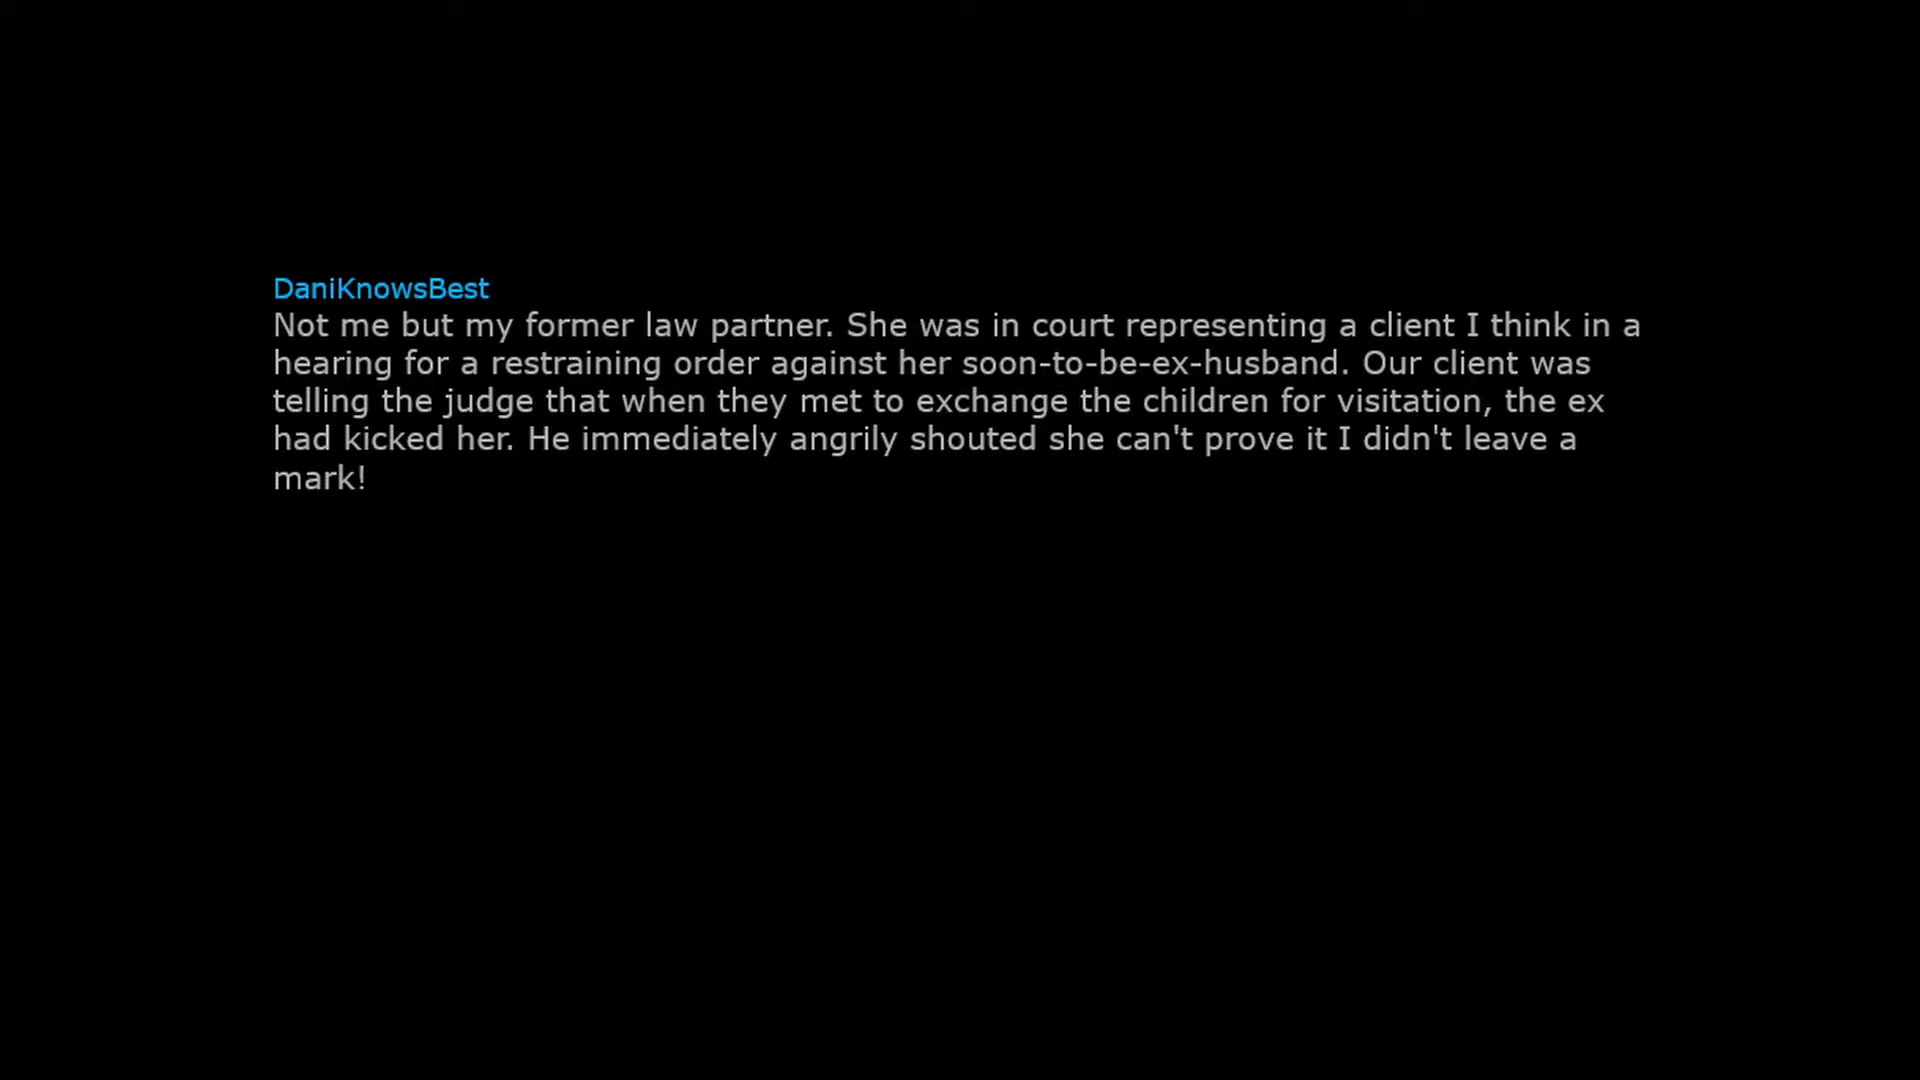 DaniKnowsBest
Not me but my former law partner. She was in court representing a client I think in a
hearing for a restraining order against her soon-to-be-ex-husband. Our client was
telling the judge that when they met to exchange the children for visitation, the ex
had kicked her. He immediately angrily shouted she can't prove it I didn't leave a
mark!